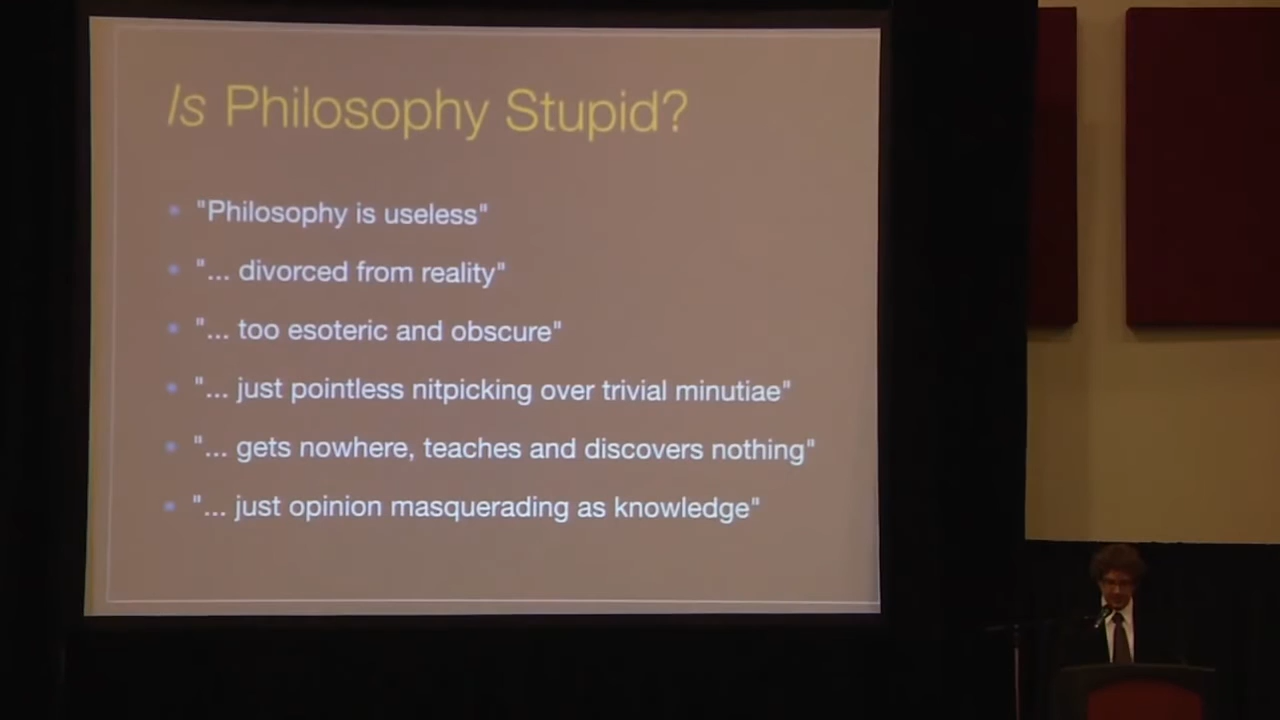 Is Philosophy Stupid?
• "Philosophy is useless"
• "... divorced from reality"
• "... too esoteric and obscure"
• "... just pointless nitpicking over trivial minutiae"
• "... gets nowhere, teaches and discovers nothing"
• "... just opinion masquerading as knowledge"